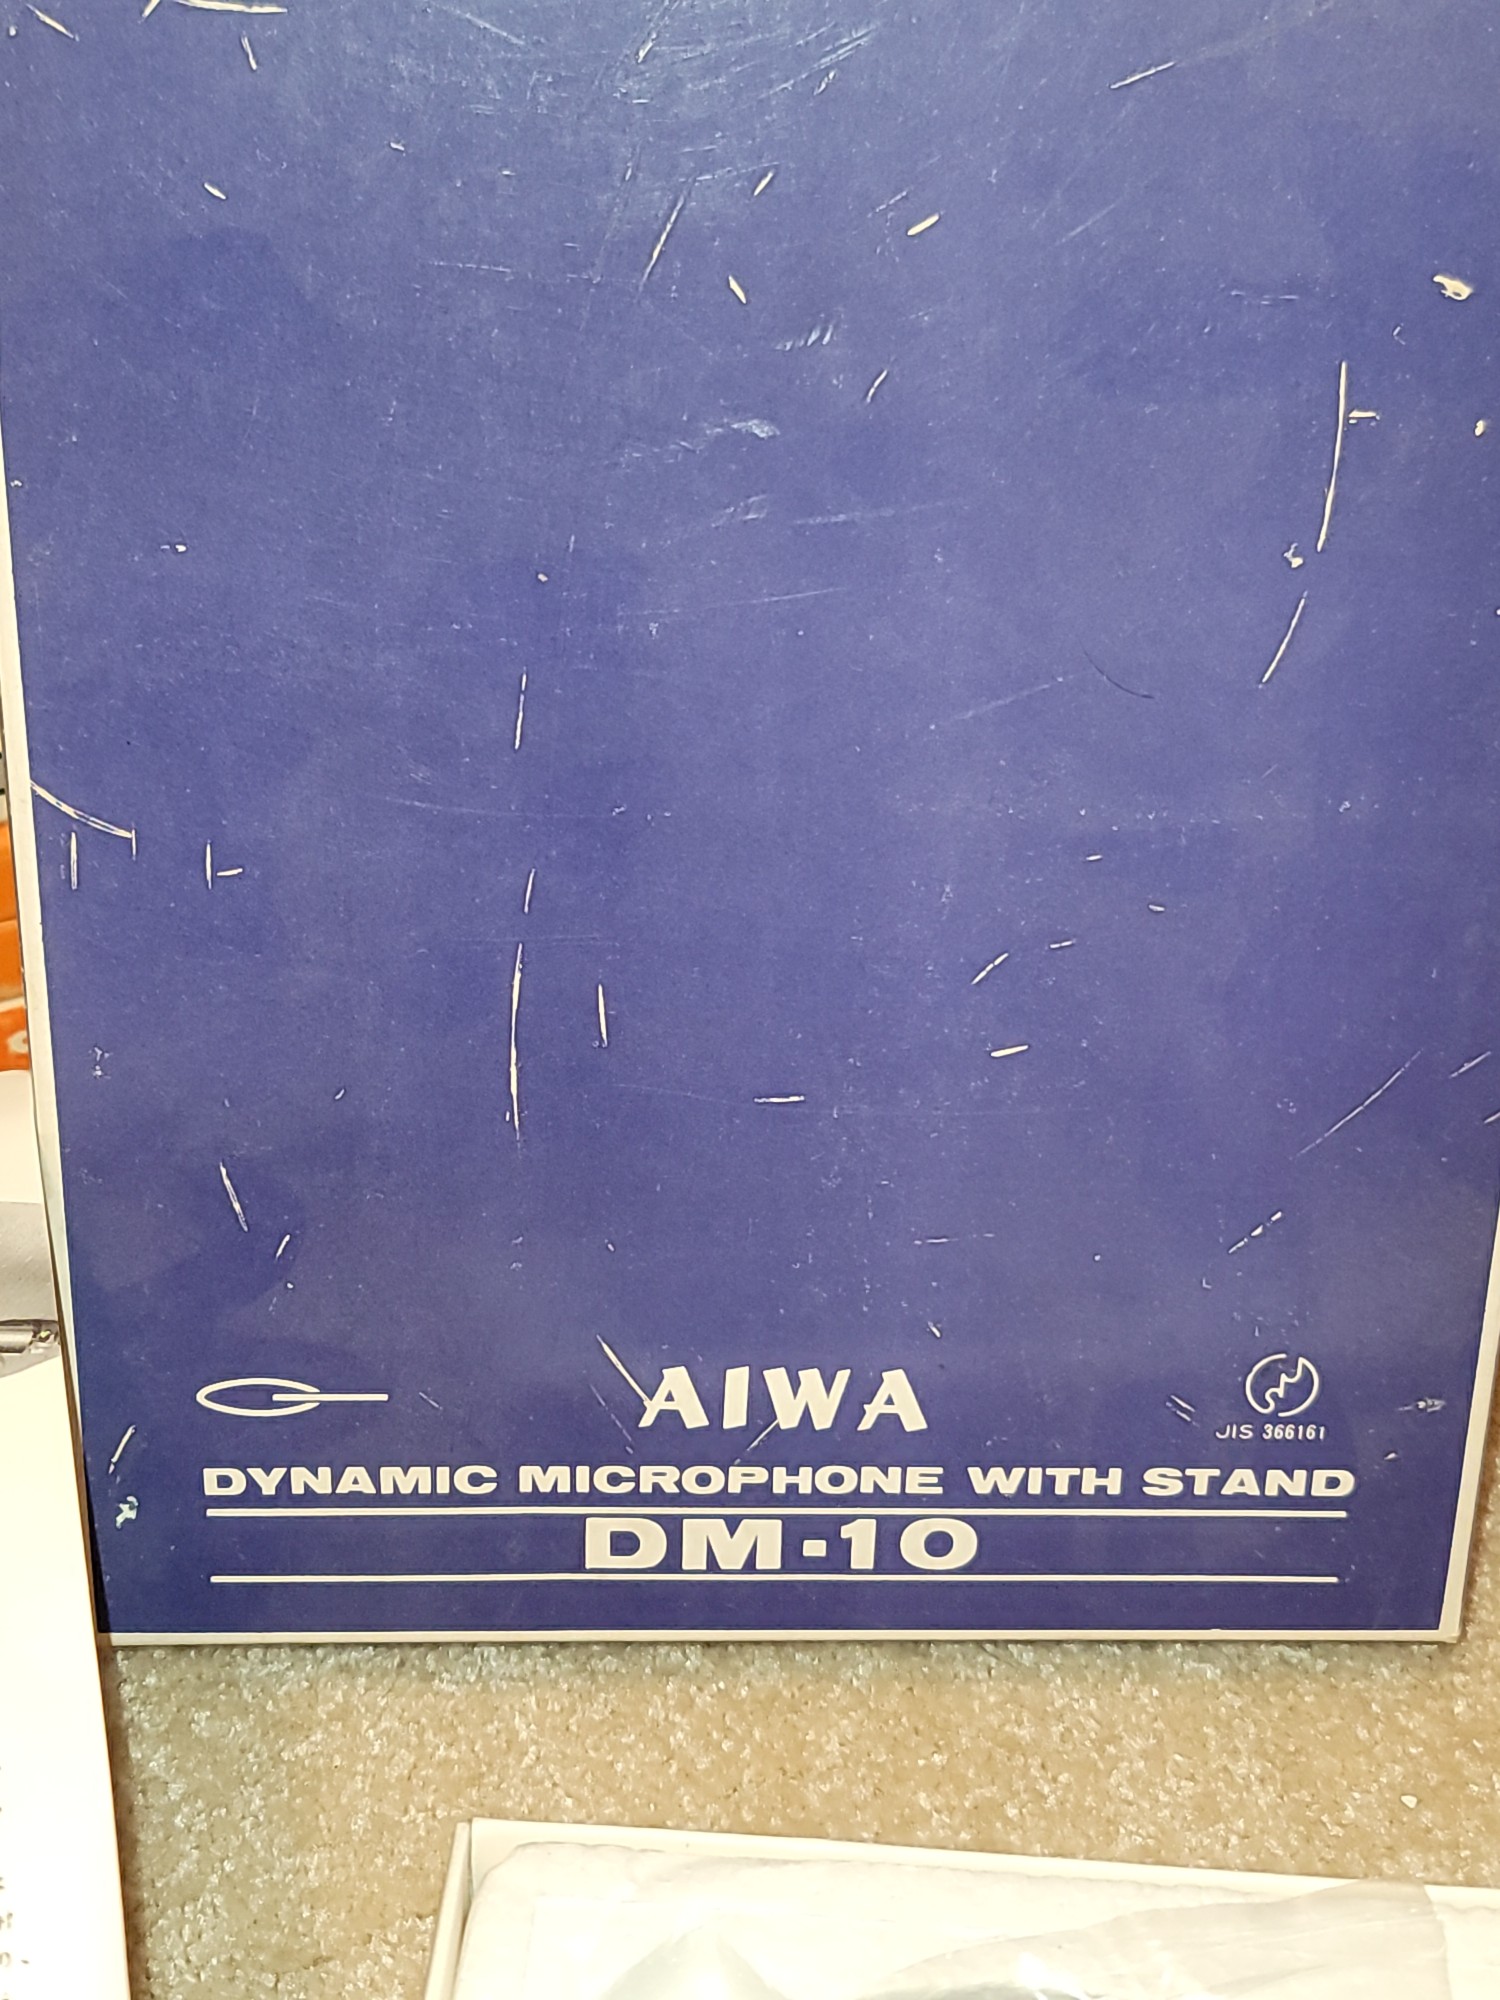 AIWA
JIS 366161
DYNAMIC MICROPHONE WITH STAND
DM-10